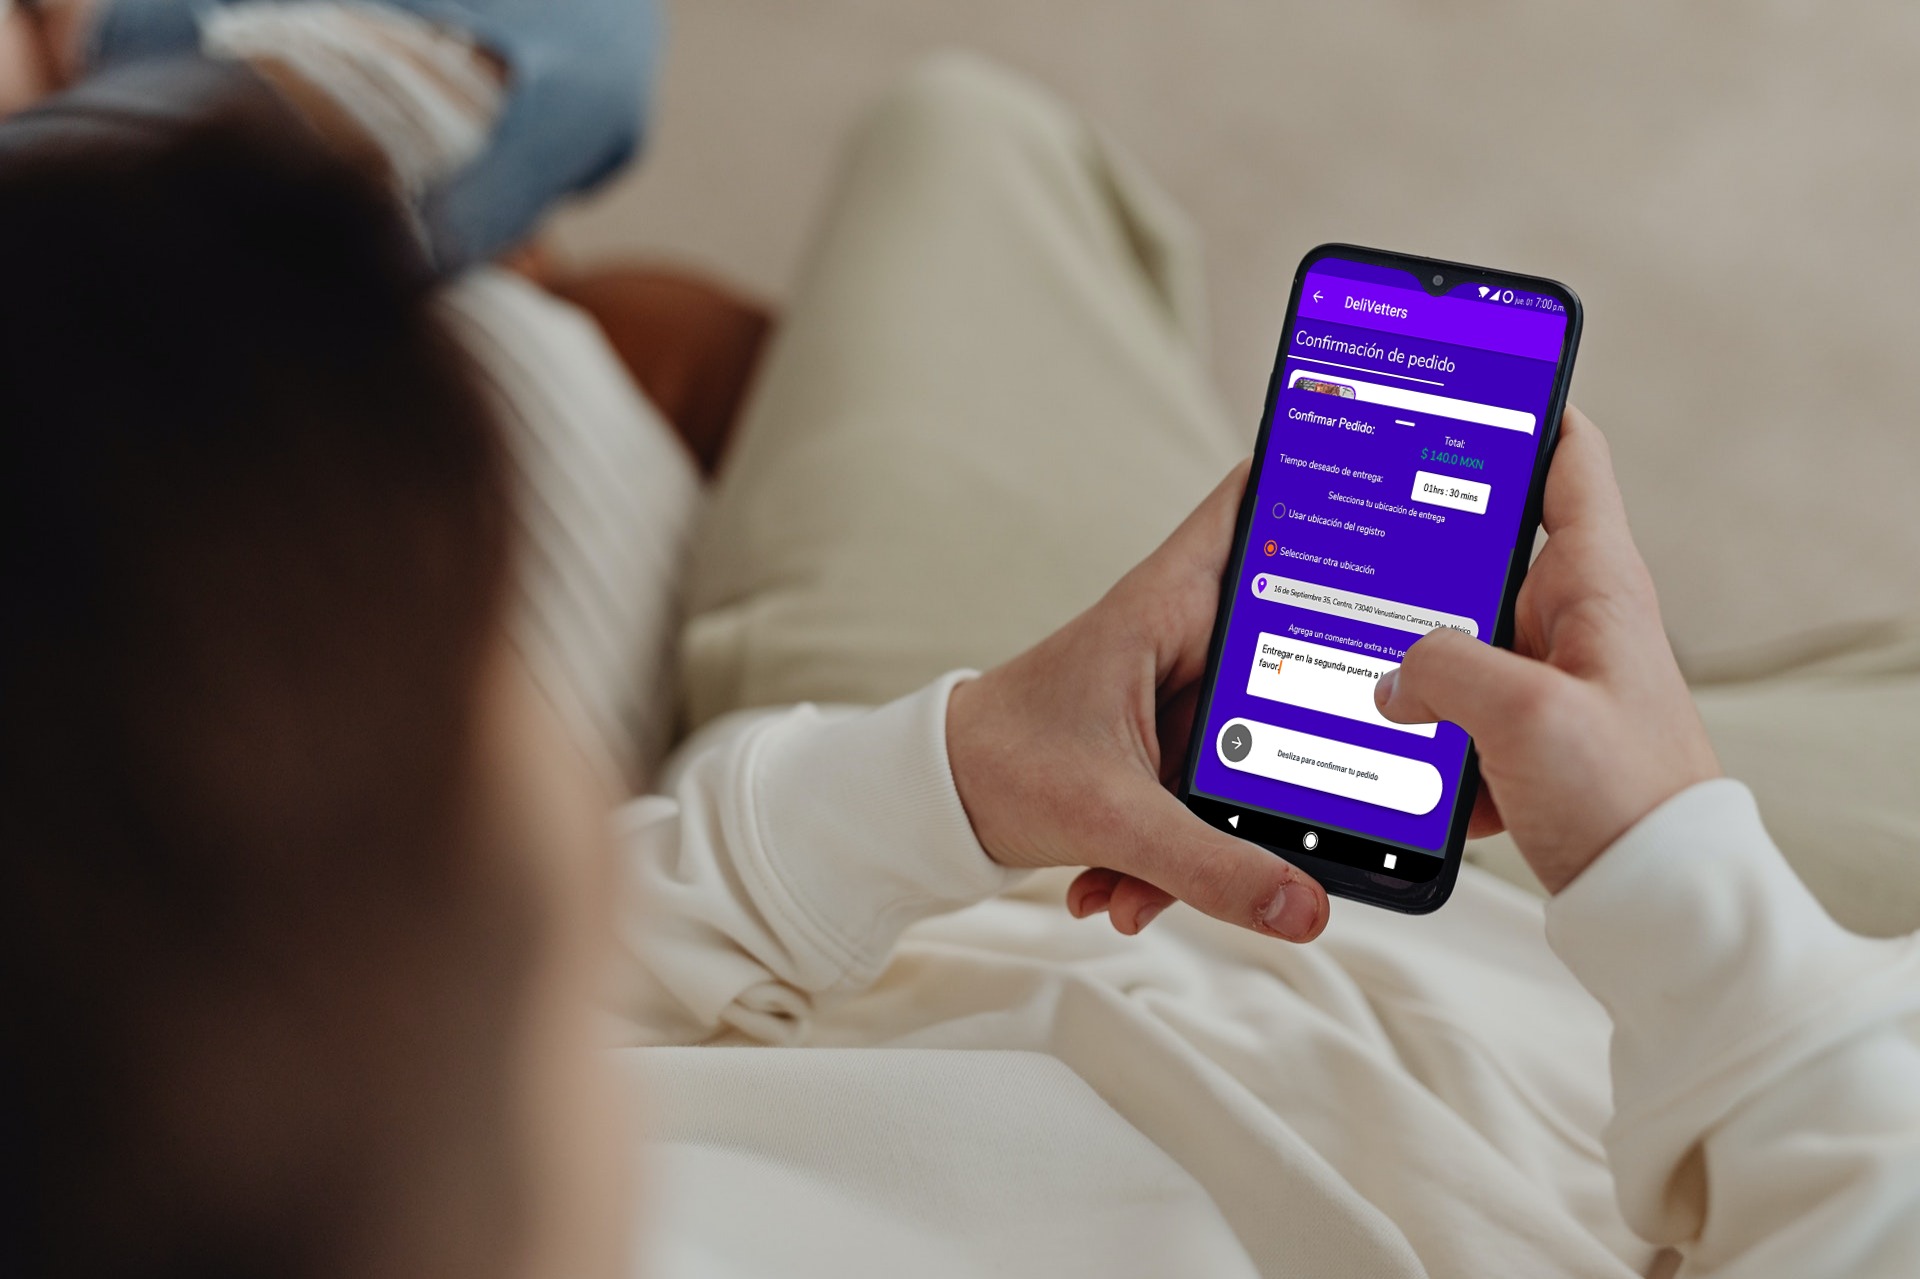 jue. 01 7:00 p.m.
DeliVetters
Confirmación de pedido
Confirmar Pedido:
Total:
$ 140.0 MXN
Tiempo deseado de entrega:
01hrs : 30 mins
Selecciona tu ubicación de entrega
Usar ubicación del registro
Seleccionar otra ubicación
16 de Septiembre 35, Centro, 73040 Venustiano Carranza, Pue., México
Agrega un comentario extra a tu
Entregar en la segunda puerta a
favor.
Desliza para confirmar tu pedido